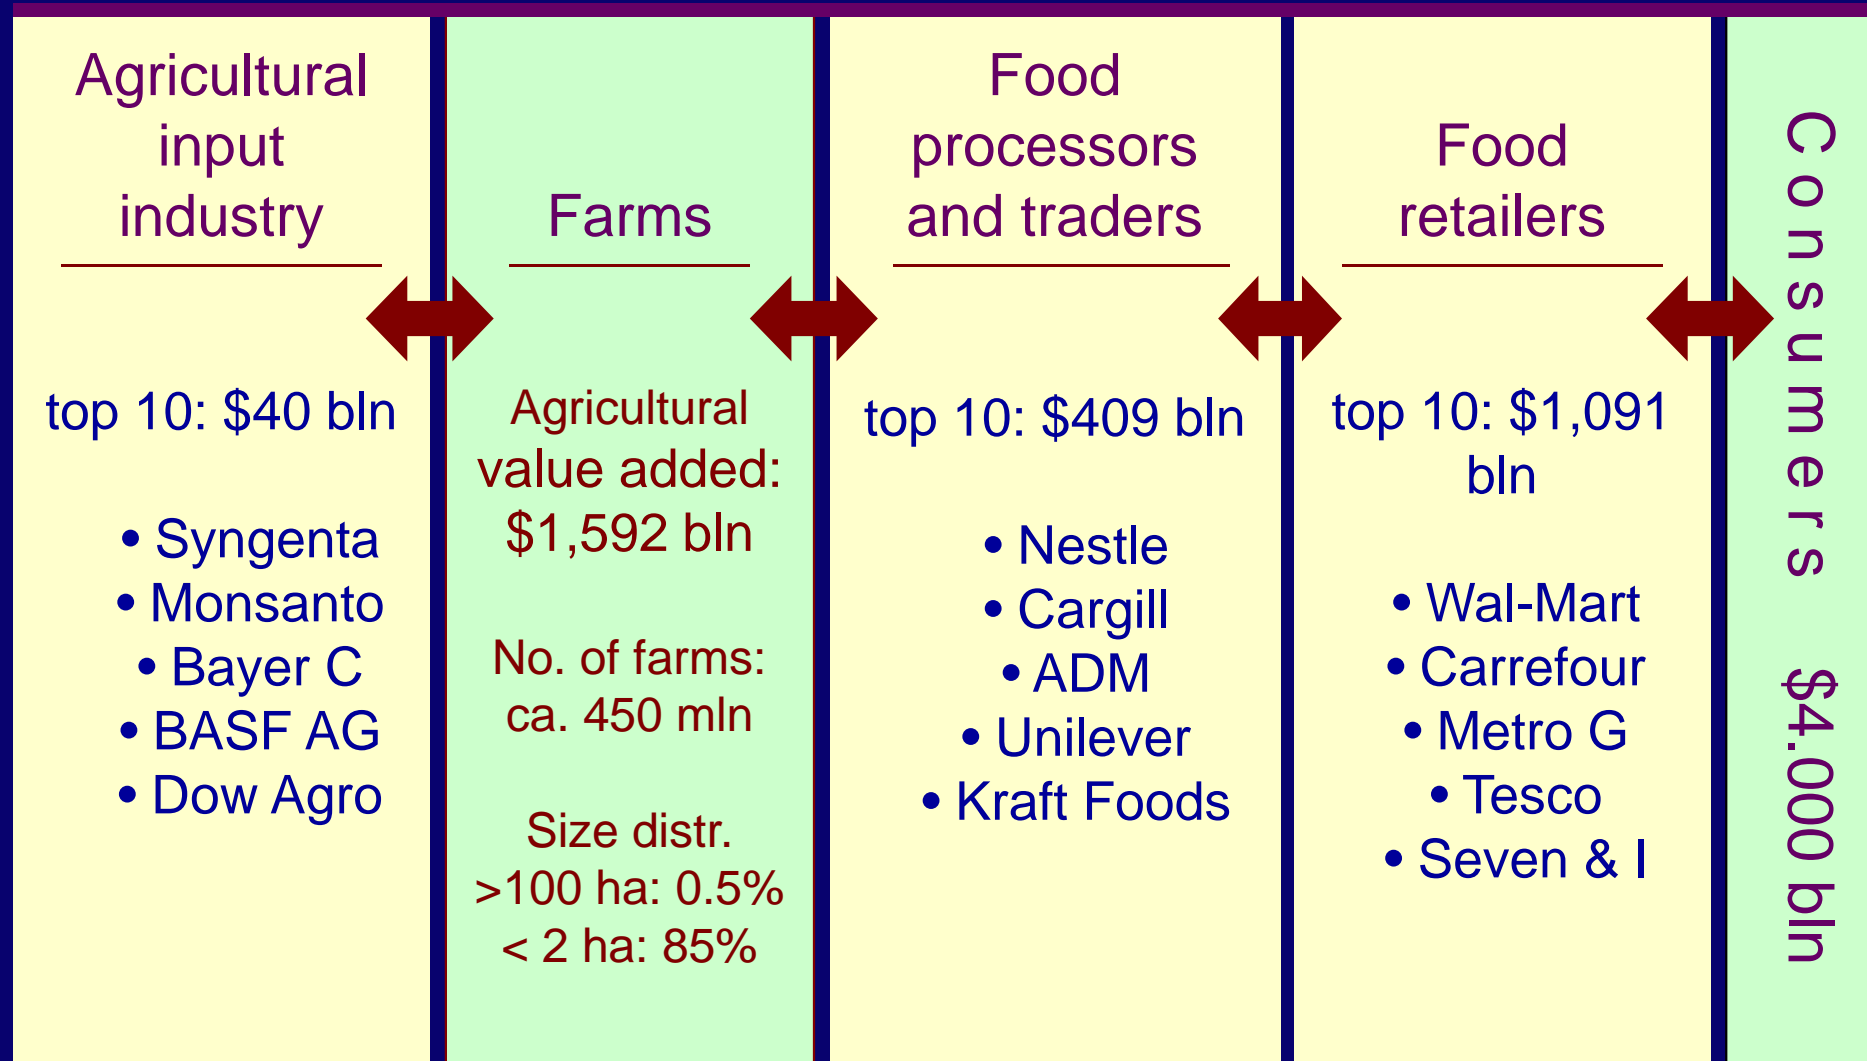 Agricultural
input
industry
top 10: $40 bln
• Syngenta
• Monsanto
• Bayer C
• BASF AG
• Dow Agro
Farms
Agricultural
value added:
$1,592 bln
No. of farms:
ca. 450 mln
Size distr.
>100 ha: 0.5%
< 2 ha: 85%
Food
processors
and traders
top 10: $409 bln
• Nestle
• Cargill
• ADM
• Unilever
• Kraft Foods
Food
retailers
top 10: $1,091
bln
• Wal-Mart
• Carrefour
• Metro G
• Tesco
• Seven & I
Consumers $4.000 bln